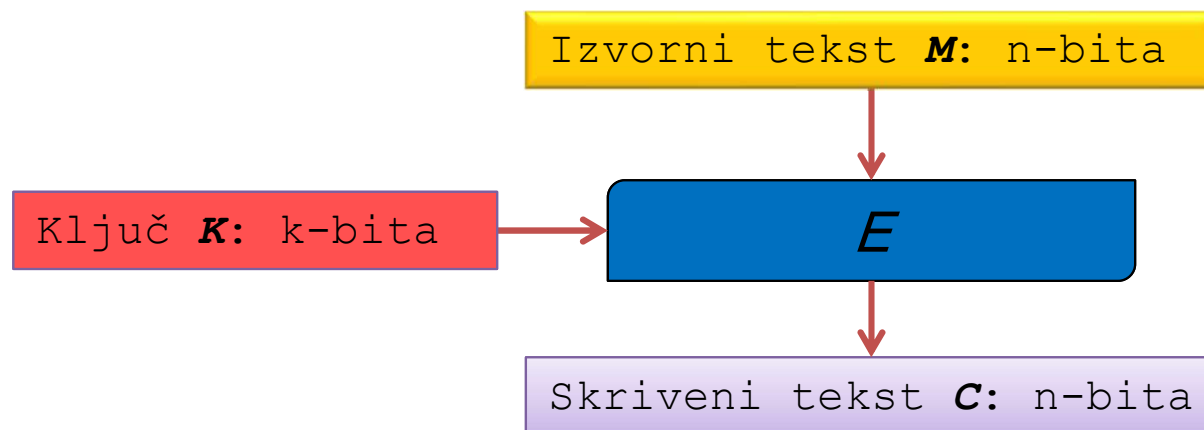 Izvorni tekst M: n-bita
Ključ K: k-bita
E
Skriveni tekst C: n-bita